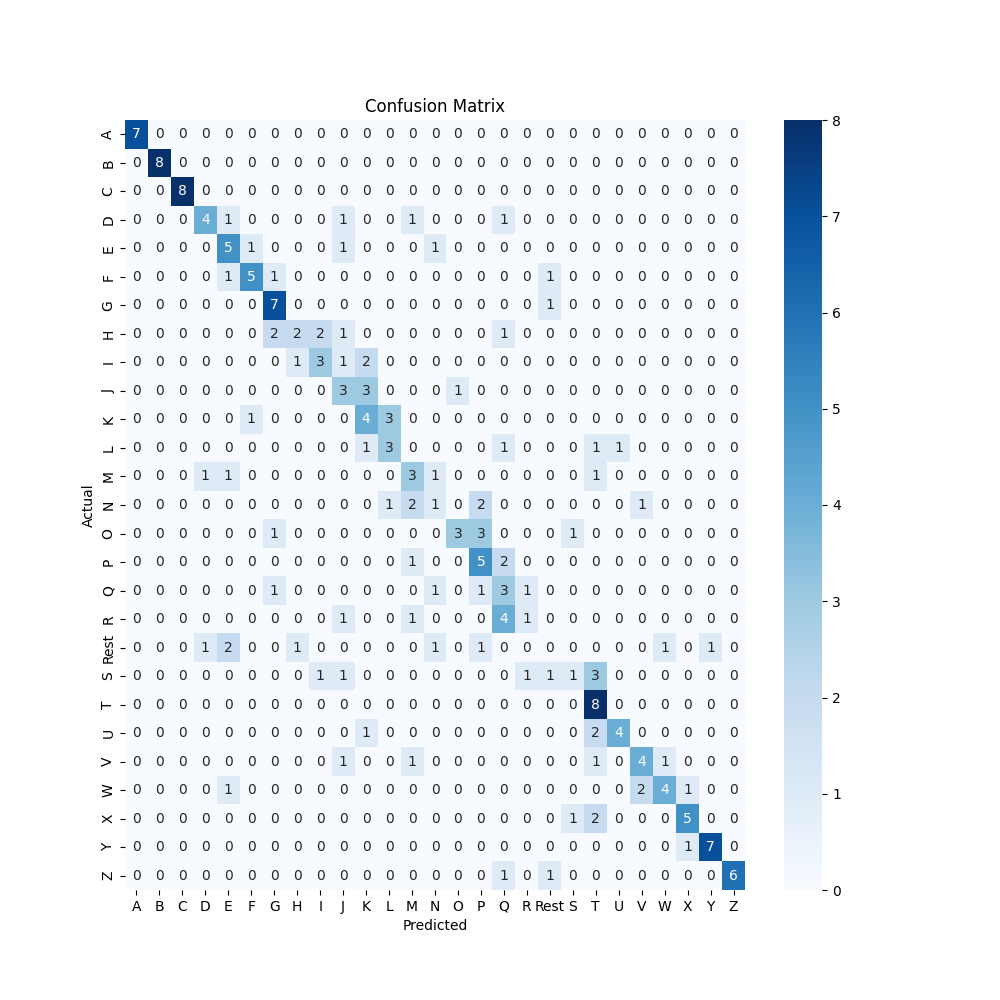 Confusion Matrix
A 7 0 0 0 0 0 0 0 0 0 0 0 0 0 0 0 0 0 0 0 0 0 0 0 0 0 0
B 0 8 0 0 0 0 0 0 0 0 0 0 0 0 0 0 0 0 0 0 0 0 0 0 0 0 0
C 0 0 8 0 0 0 0 0 0 0 0 0 0 0 0 0 0 0 0 0 0 0 0 0 0 0 0
D 0 0 0 4 1 0 0 0 0 1 0 0 1 0 0 0 1 0 0 0 0 0 0 0 0 0 0
E 0 0 0 0 5 1 0 0 0 1 0 0 0 1 0 0 0 0 0 0 0 0 0 0 0 0 0
F 0 0 0 0 1 5 1 0 0 0 0 0 0 0 0 0 0 0 1 0 0 0 0 0 0 0 0
G 0 0 0 0 0 0 7 0 0 0 0 0 0 0 0 0 0 0 1 0 0 0 0 0 0 0 0
H 0 0 0 0 0 0 2 2 2 1 0 0 0 0 0 0 1 0 0 0 0 0 0 0 0 0 0
I 0 0 0 0 0 0 0 1 3 1 2 0 0 0 0 0 0 0 0 0 0 0 0 0 0 0 0
J 0 0 0 0 0 0 0 0 0 3 3 0 0 0 1 0 0 0 0 0 0 0 0 0 0 0 0
K 0 0 0 0 0 1 0 0 0 0 4 3 0 0 0 0 0 0 0 0 0 0 0 0 0 0 0
L 0 0 0 0 0 0 0 0 0 0 1 3 0 0 0 0 1 0 0 0 1 1 0 0 0 0 0
M 0 0 0 1 1 0 0 0 0 0 0 0 3 1 0 0 0 0 0 0 1 0 0 0 0 0 0
N 0 0 0 0 0 0 0 0 0 0 0 1 2 1 0 2 0 0 0 0 0 0 1 0 0 0 0
O 0 0 0 0 0 0 1 0 0 0 0 0 0 0 3 3 0 0 0 1 0 0 0 0 0 0 0
P 0 0 0 0 0 0 0 0 0 0 0 0 1 0 0 5 2 0 0 0 0 0 0 0 0 0 0
Q 0 0 0 0 0 0 1 0 0 0 0 0 0 1 0 1 3 1 0 0 0 0 0 0 0 0 0
R 0 0 0 0 0 0 0 0 0 1 0 0 1 0 0 0 4 1 0 0 0 0 0 0 0 0 0
Rest 0 0 0 1 2 0 0 1 0 0 0 0 0 1 0 1 0 0 0 0 0 0 0 1 0 1 0
S 0 0 0 0 0 0 0 0 1 1 0 0 0 0 0 0 0 1 1 1 3 0 0 0 0 0 0
T 0 0 0 0 0 0 0 0 0 0 0 0 0 0 0 0 0 0 0 0 8 0 0 0 0 0 0
U 0 0 0 0 0 0 0 0 0 0 1 0 0 0 0 0 0 0 0 0 2 4 0 0 0 0 0
V 0 0 0 0 0 0 0 0 0 1 0 0 1 0 0 0 0 0 0 0 1 0 4 1 0 0 0
W 0 0 0 0 1 0 0 0 0 0 0 0 0 0 0 0 0 0 0 0 0 0 2 4 1 0 0
X 0 0 0 0 0 0 0 0 0 0 0 0 0 0 0 0 0 0 0 1 2 0 0 0 5 0 0
Y 0 0 0 0 0 0 0 0 0 0 0 0 0 0 0 0 0 0 0 0 0 0 0 0 1 7 0
Z 0 0 0 0 0 0 0 0 0 0 0 0 0 0 0 0 1 0 1 0 0 0 0 0 0 0 6
A B C D E F G H I J K L M N O P Q R Rest S T U V W X Y Z
Predicted
Actual
8
7
6
5
4
3
2
1
0